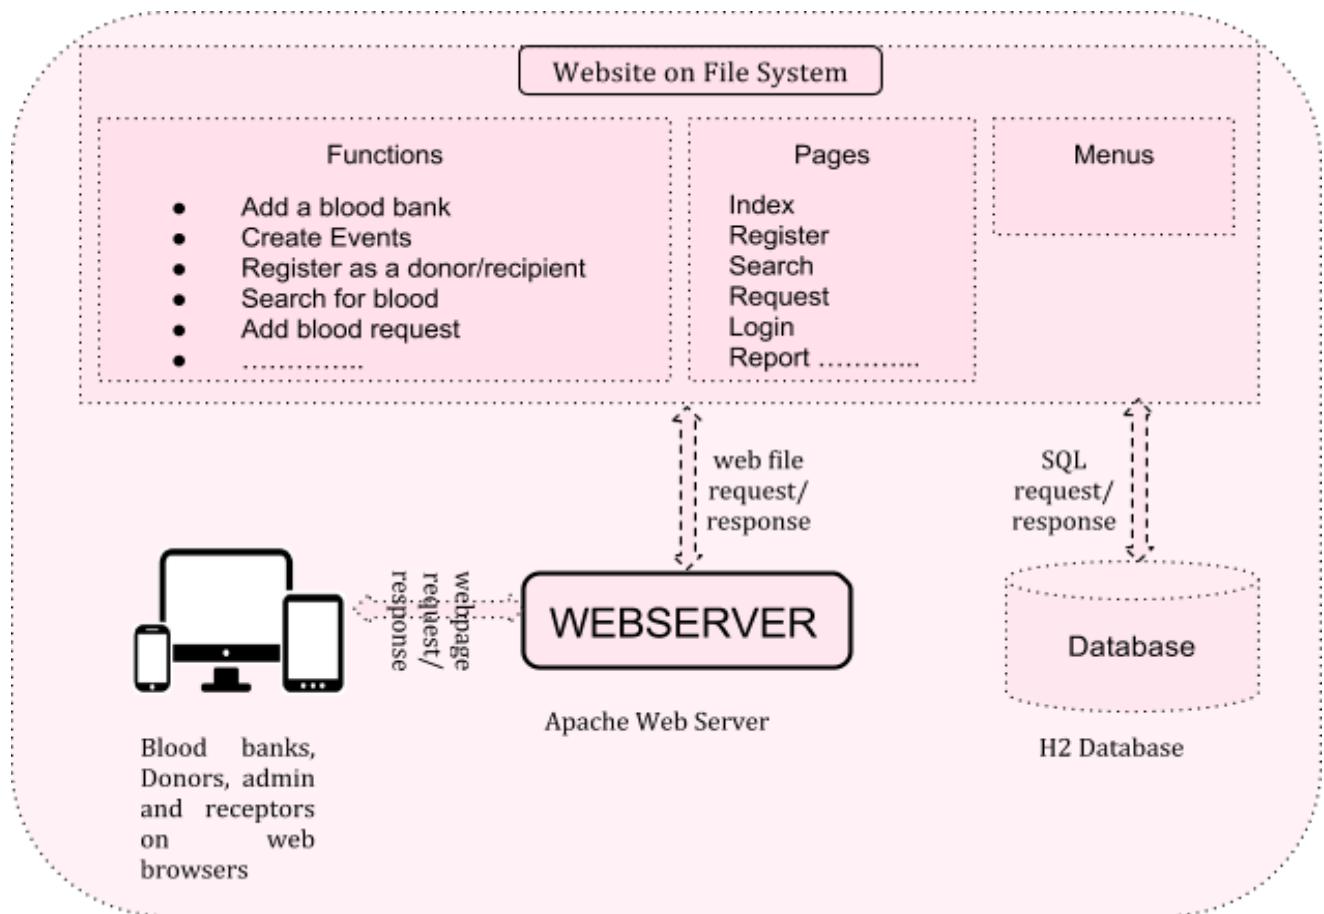 Website on File System
Functions
● Add a blood bank
● Create Events
● Register as a donor/recipient
● Search for blood
● Add blood request
● …………..
Pages
Index
Register
Search
Request
Login
Report ………...
Menus
web file
request/
response
SQL
request/
response
webpage
request/
response
WEBSERVER
Apache Web Server
Database
H2 Database
Blood banks,
Donors, admin
and receptors
on web
browsers